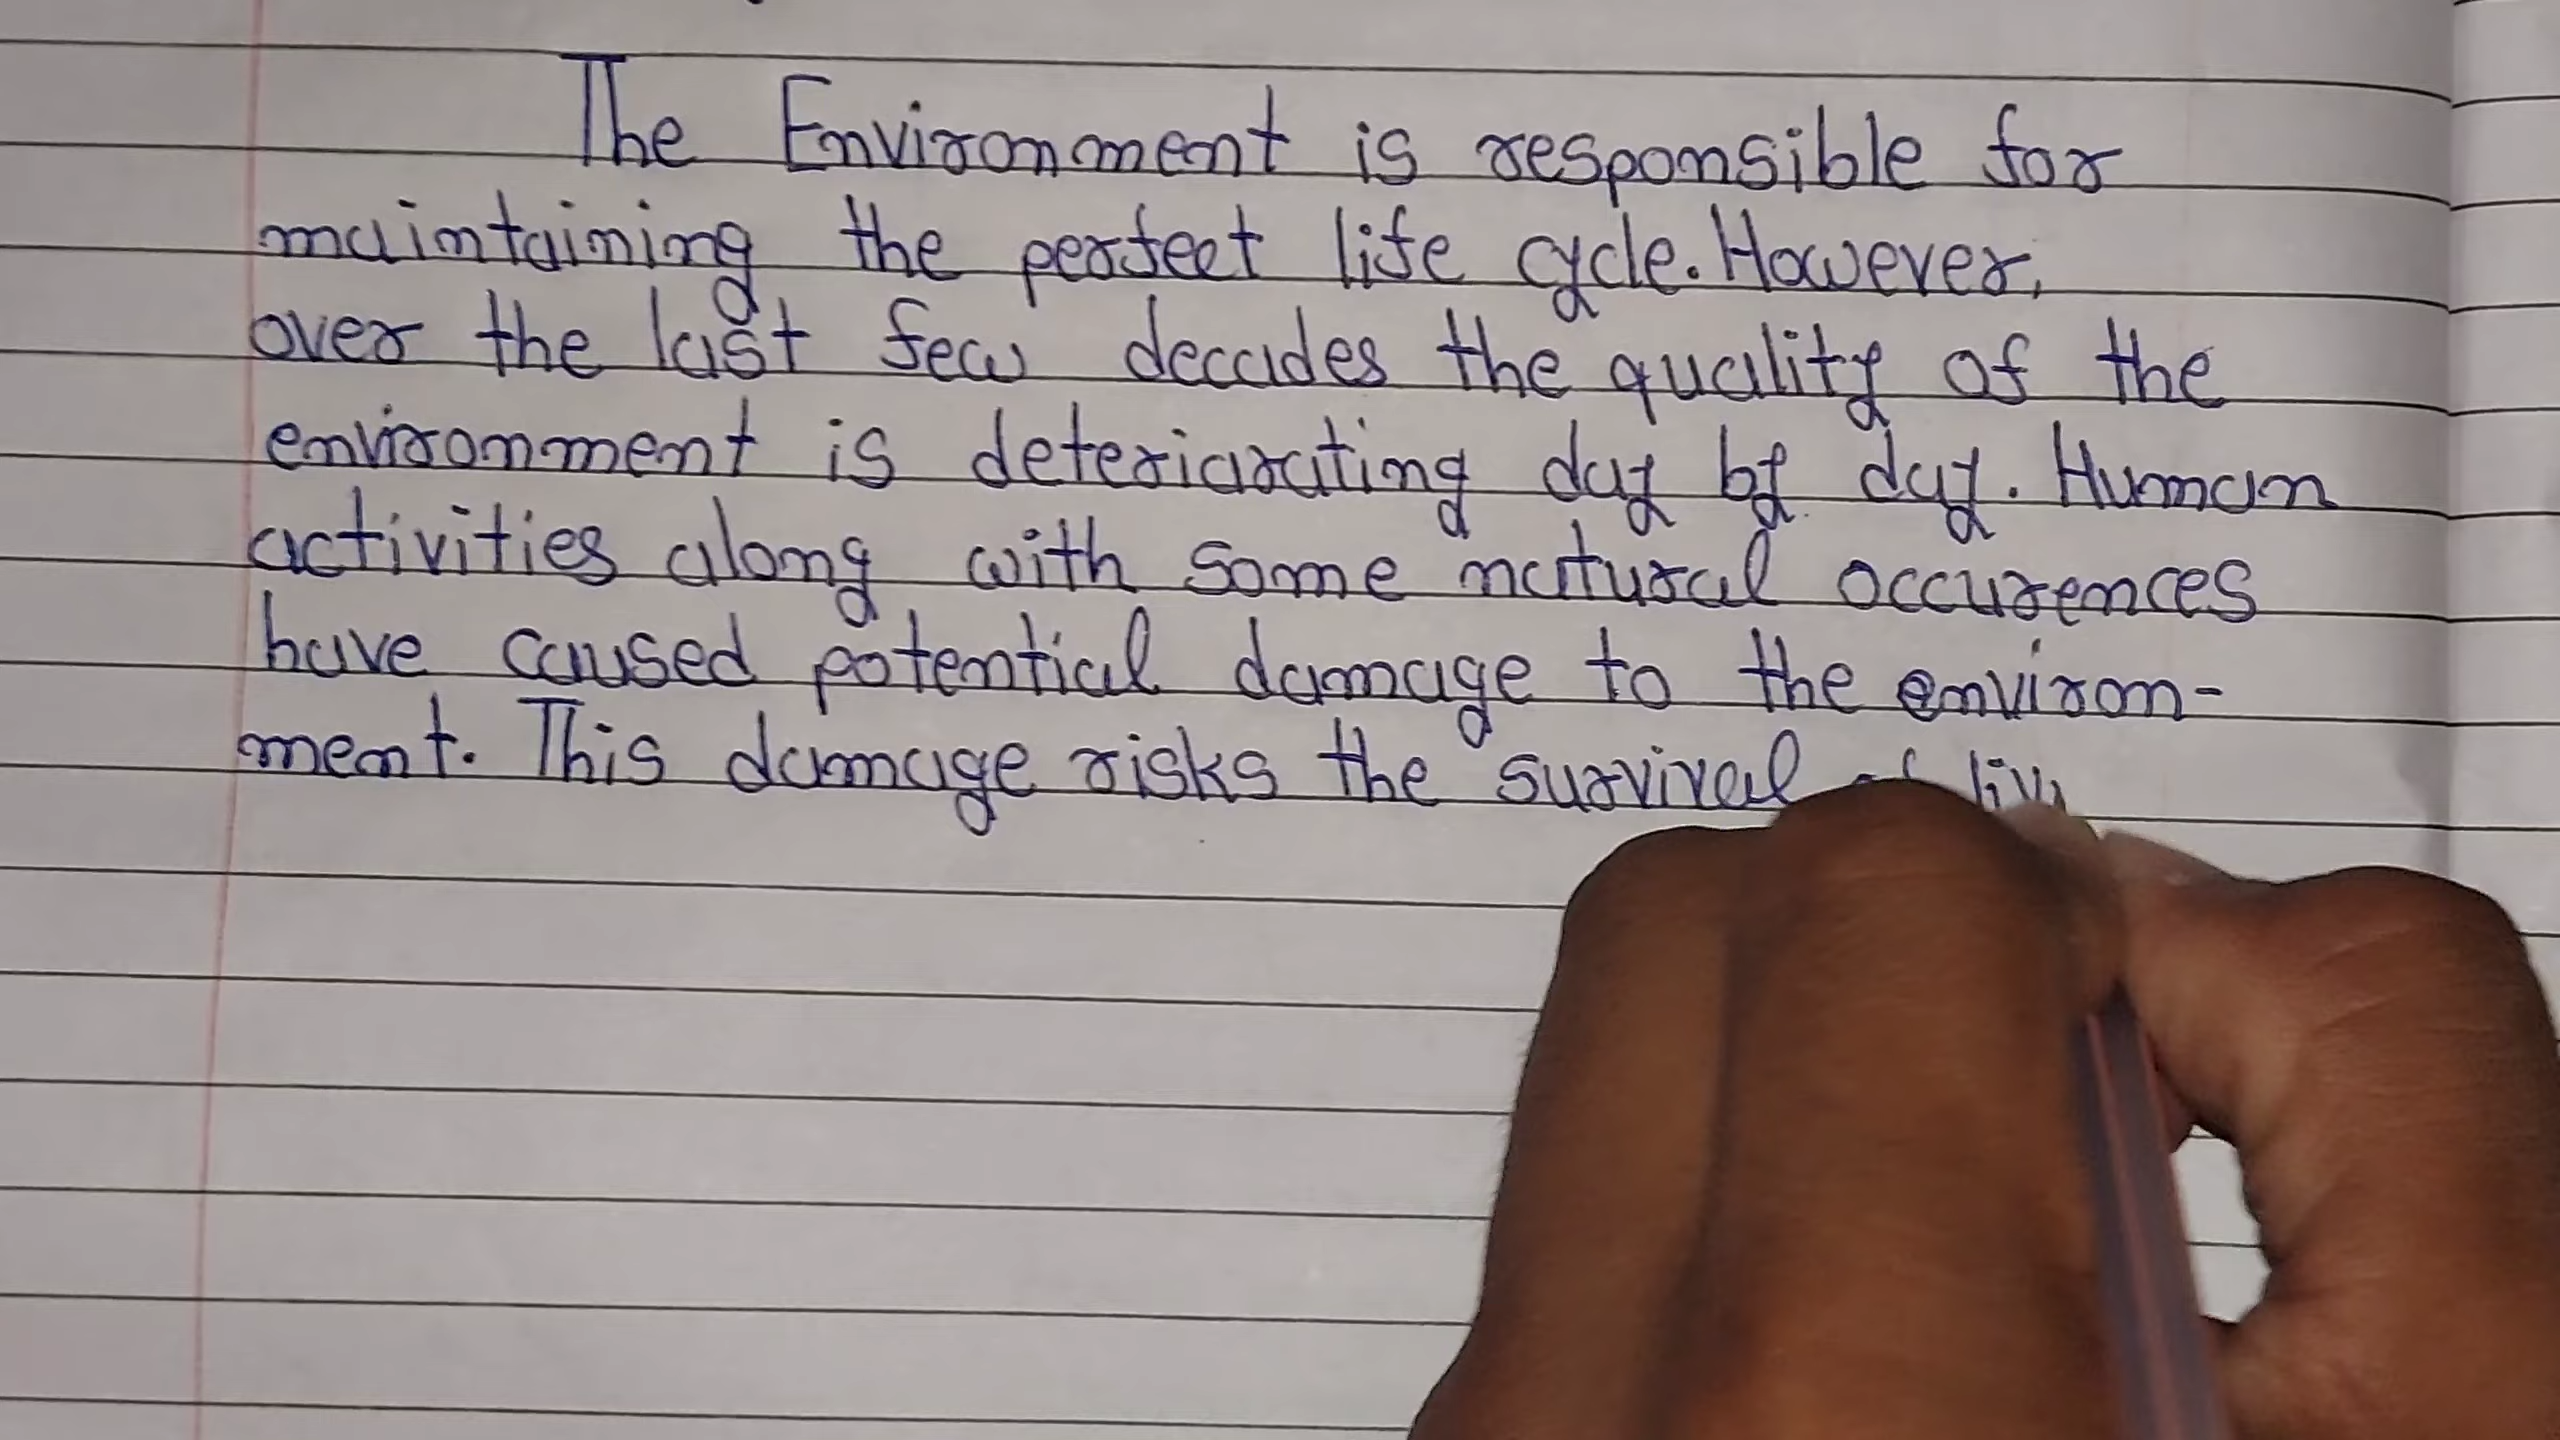 The Environment is responsible for
maintaining the perfect life cycle. However,
over the last few decades the quality of the
environment is deterioarating day by day. Human
activities along with some natural occurences
have caused potential damage to the environ-
ment. This damage risks the survival of